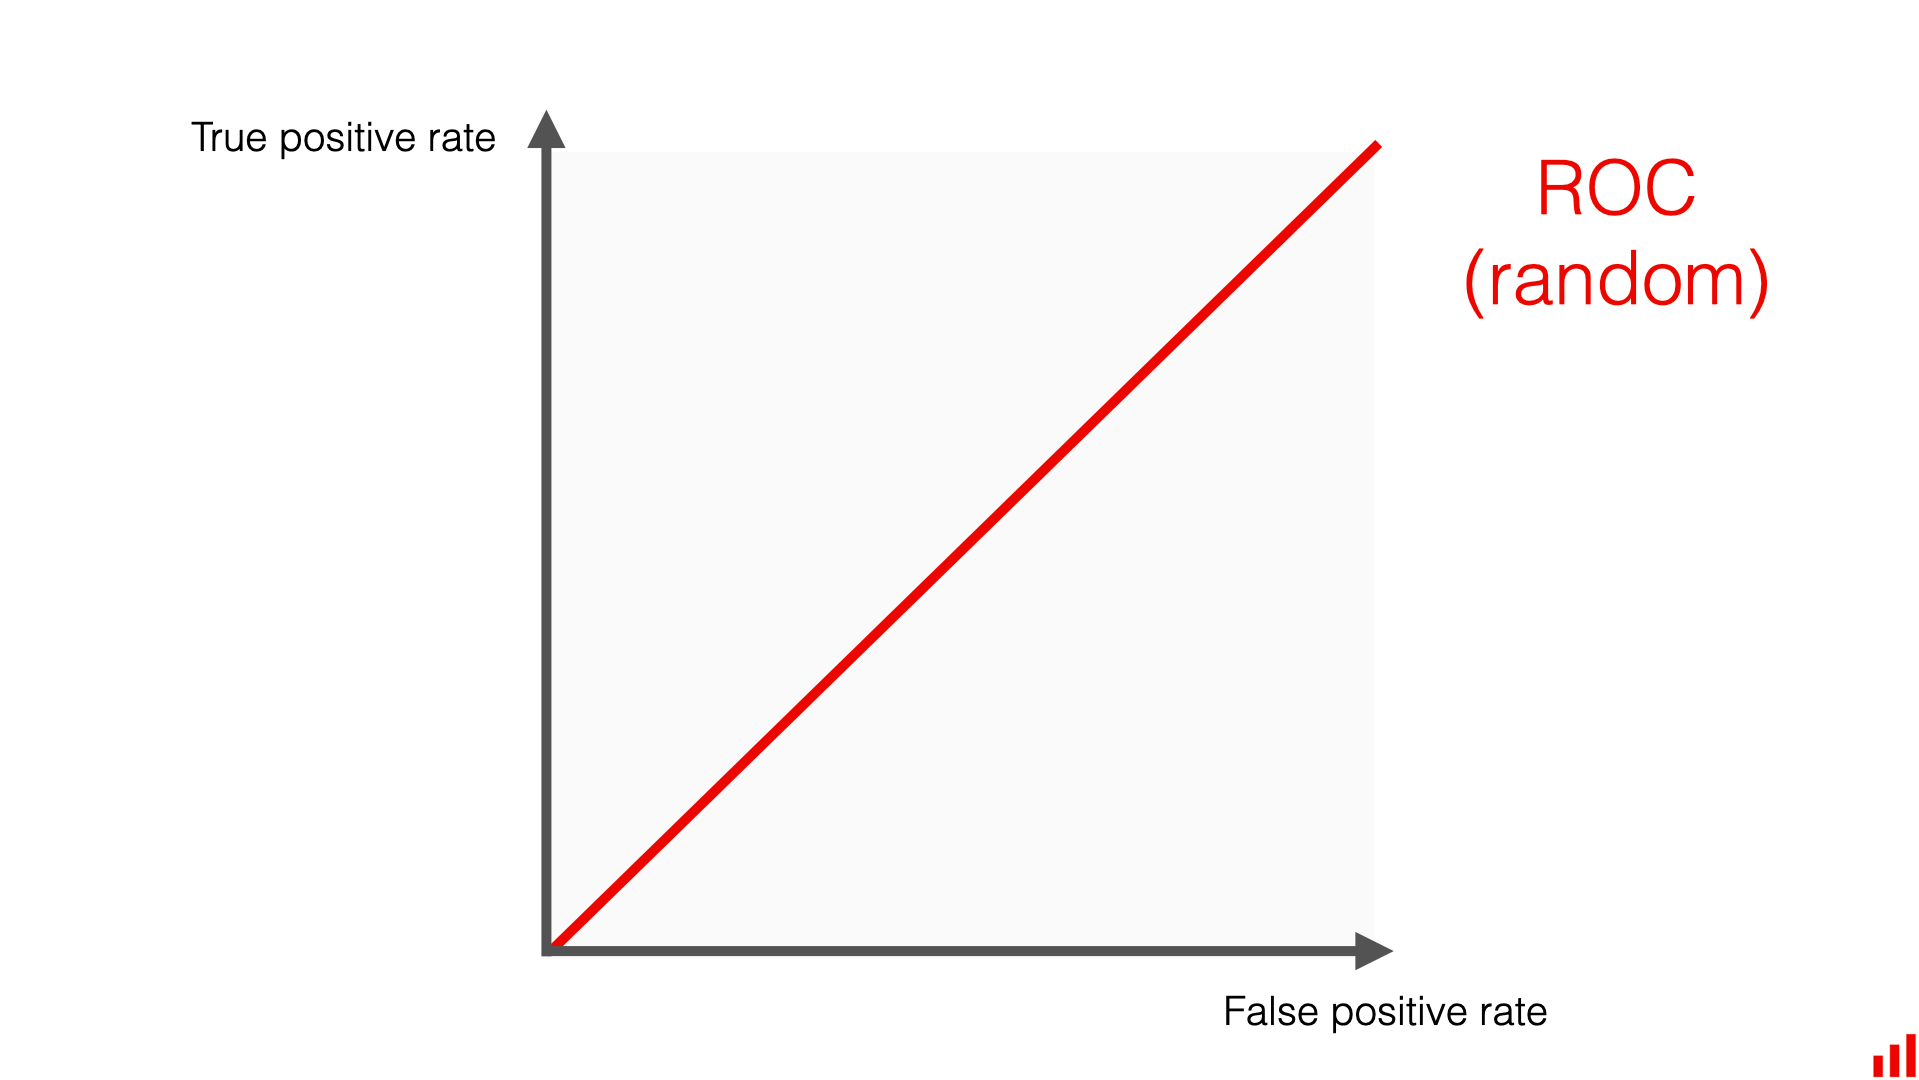 True positive rate
ROC
(random)
False positive rate